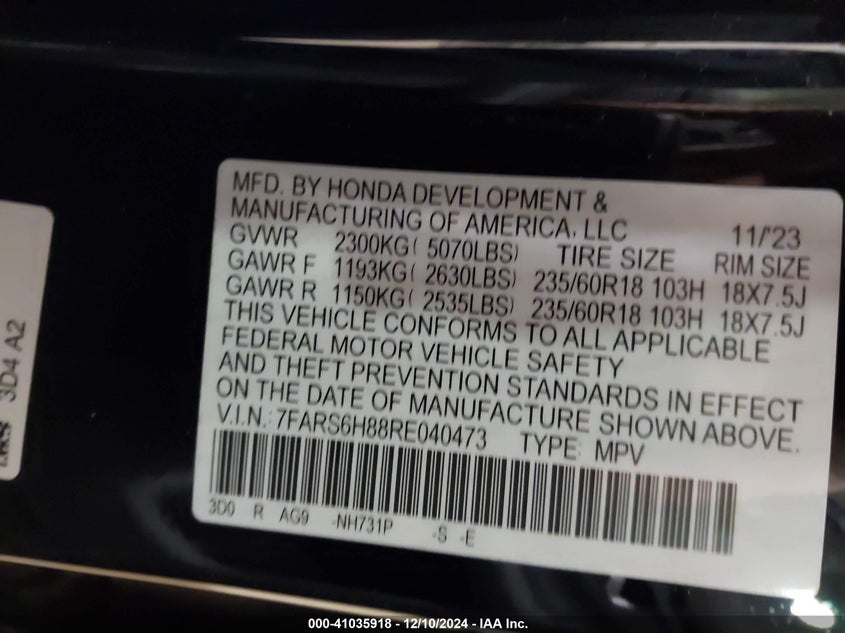 3D4 A2
MFD. BY HONDA DEVELOPMENT &
MANUFACTURING OF AMERICA, LLC 11/'23
GVWR 2300KG( 5070LBS) TIRE SIZE RIM SIZE
GAWR F 1193KG( 2630LBS) 235/60R18 103H 18X7.5J
GAWR R 1150KG( 2535LBS) 235/60R18 103H 18X7.5J
THIS VEHICLE CONFORMS TO ALL APPLICABLE
FEDERAL MOTOR VEHICLE SAFETY
AND THEFT PREVENTION STANDARDS IN EFFECT
ON THE DATE OF MANUFACTURE SHOWN ABOVE.
V.I.N.: 7FARS6H88RE040473 TYPE: MPV
3D0 R AG9 -NH731P -S -E
000-41035918 - 12/10/2024 - IAA Inc.